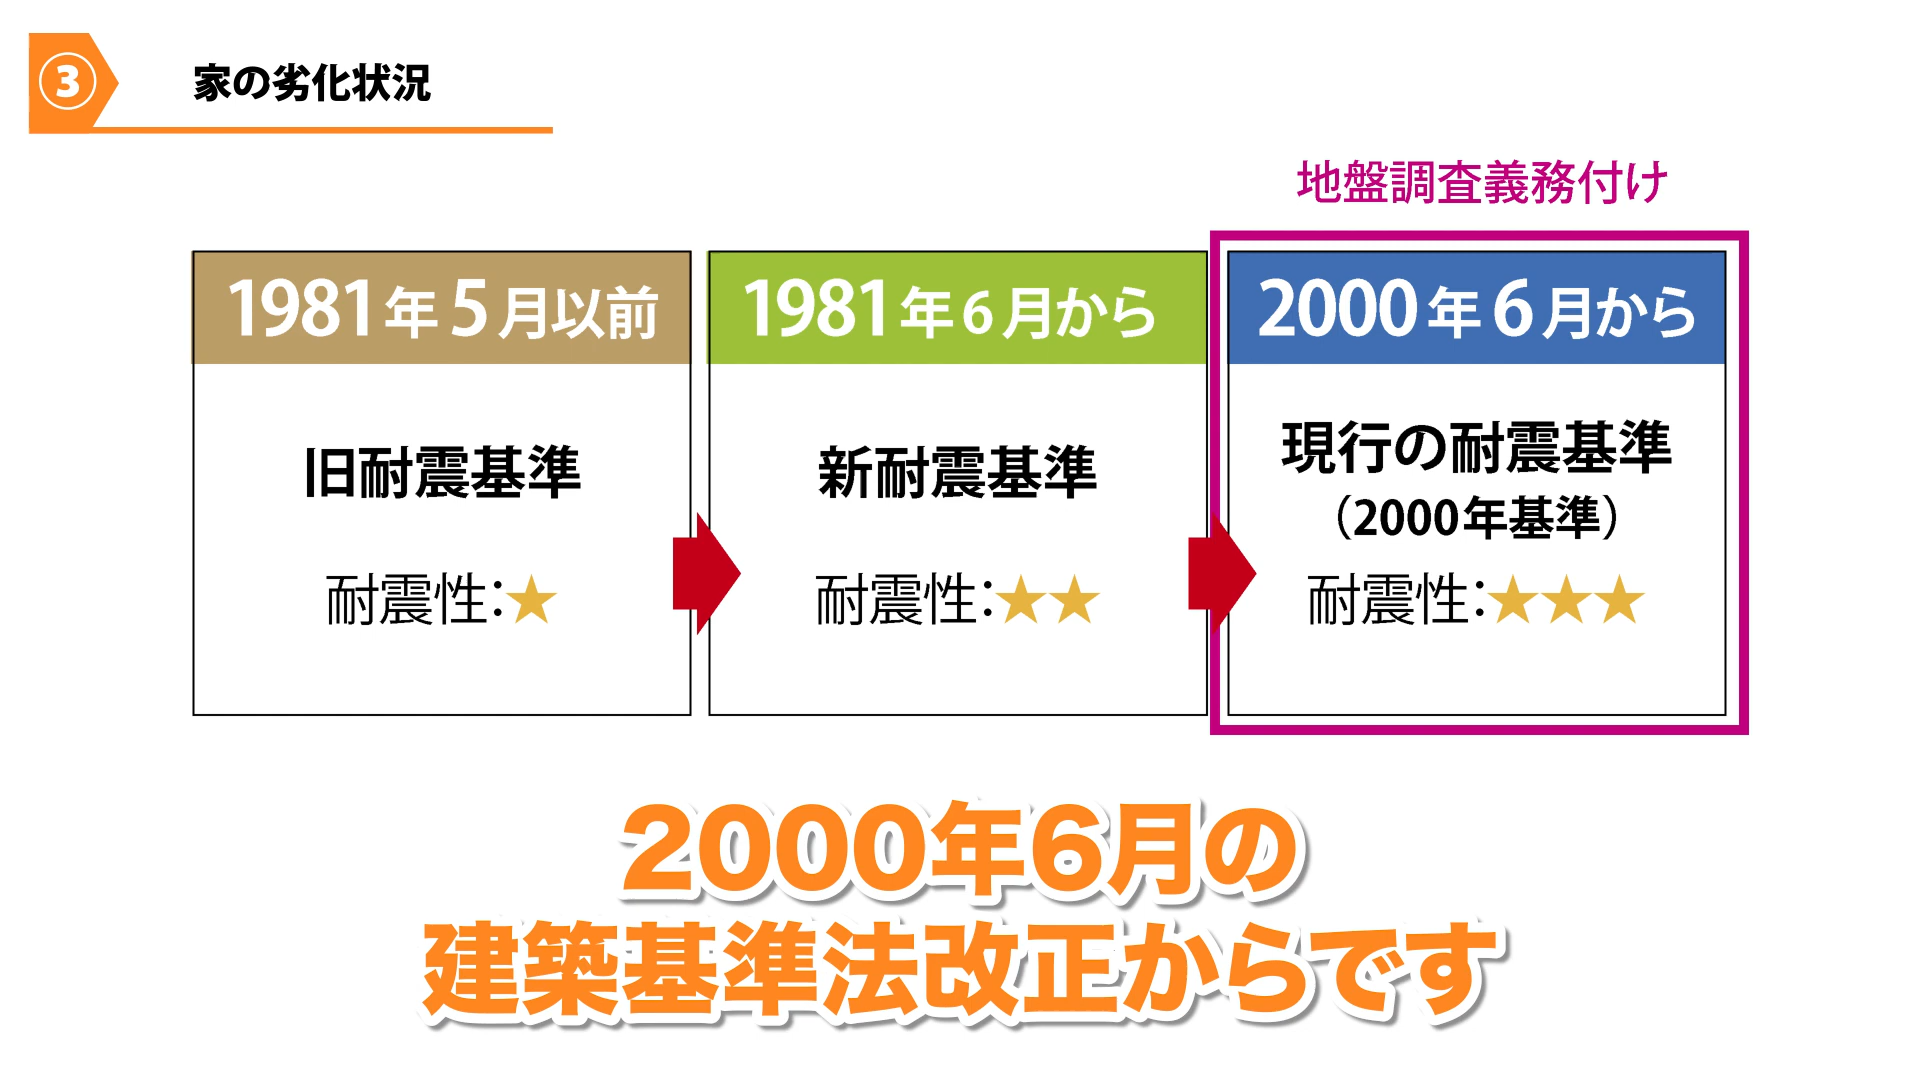 ③ 家の劣化状況
地盤調査義務付け
1981年5月以前
旧耐震基準
耐震性：★
1981年6月から
新耐震基準
耐震性：★★
2000年6月から
現行の耐震基準
（2000年基準）
耐震性：★★★
2000年6月の
建築基準法改正からです